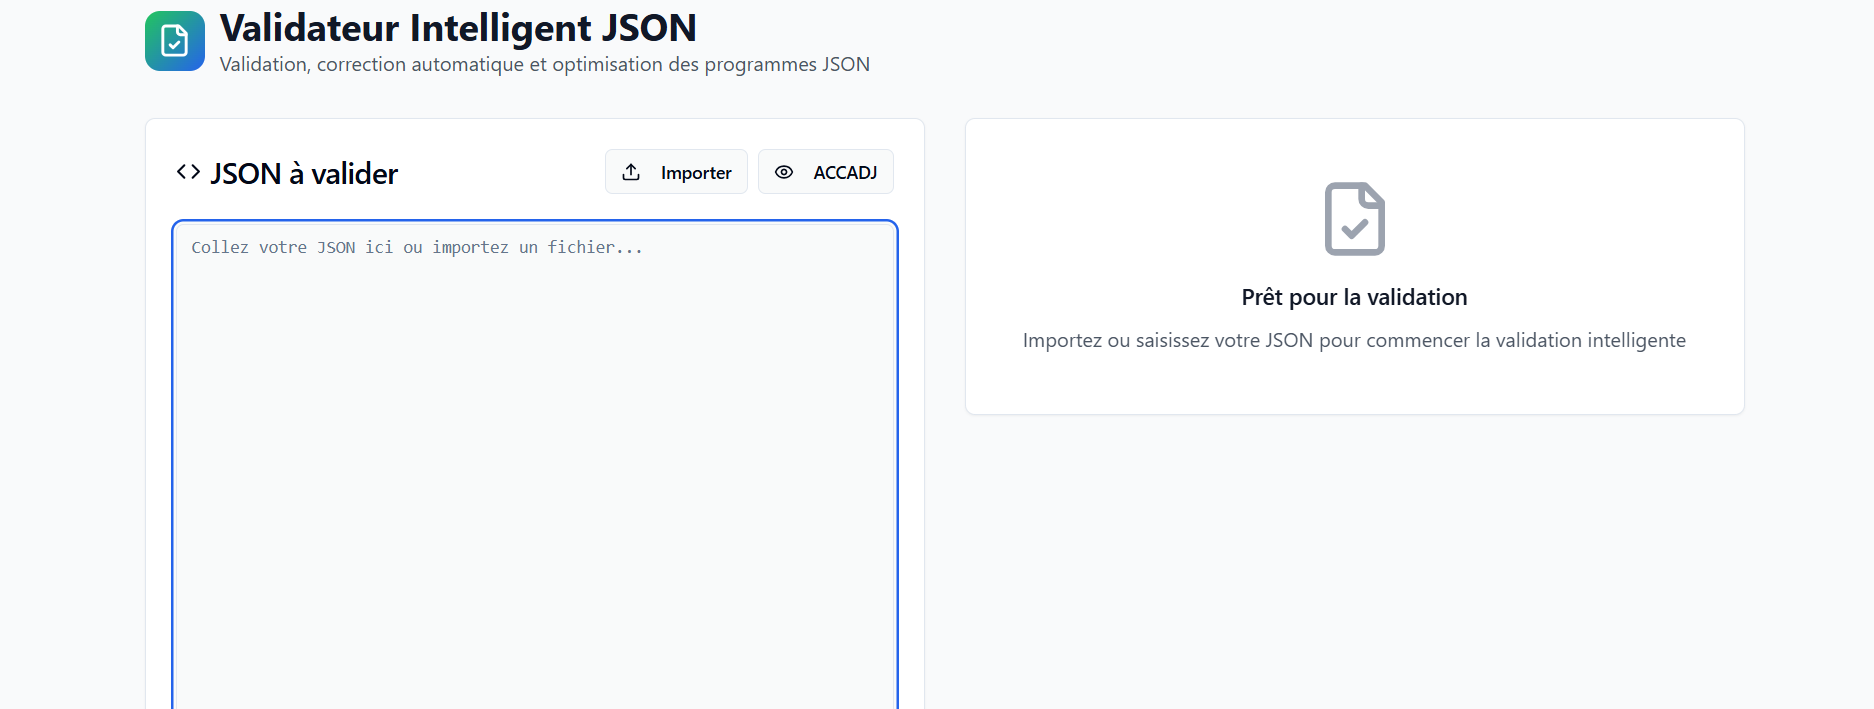 Validateur Intelligent JSON
Validation, correction automatique et optimisation des programmes JSON
JSON à valider
Importer
ACCADJ
Collez votre JSON ici ou importez un fichier...
Prêt pour la validation
Importez ou saisissez votre JSON pour commencer la validation intelligente